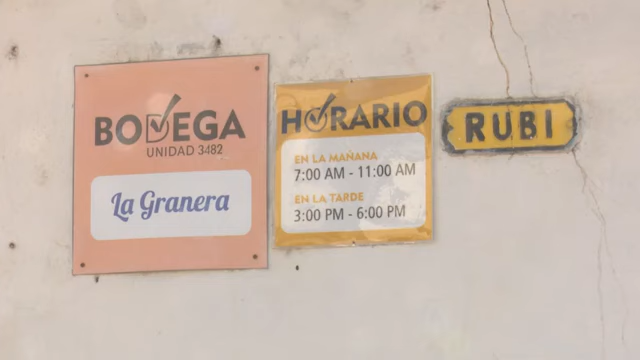 BODEGA
UNIDAD 3482
La Granera
HORARIO
EN LA MAÑANA
7:00 AM - 11:00 AM
EN LA TARDE
3:00 PM - 6:00 PM
RUBI